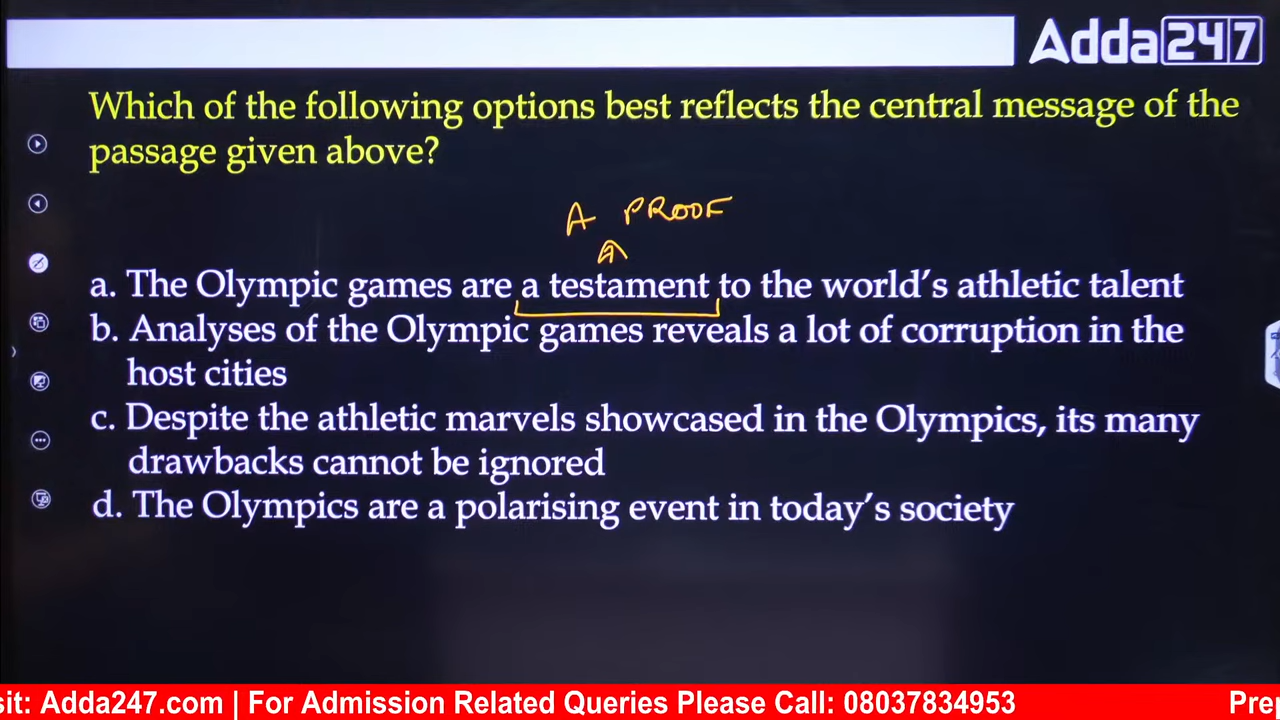 Adda247
Which of the following options best reflects the central message of the
passage given above?
A PROOF
a. The Olympic games are a testament to the world's athletic talent
b. Analyses of the Olympic games reveals a lot of corruption in the
host cities
c. Despite the athletic marvels showcased in the Olympics, its many
drawbacks cannot be ignored
d. The Olympics are a polarising event in today's society
sit: Adda247.com | For Admission Related Queries Please Call: 08037834953 Pre